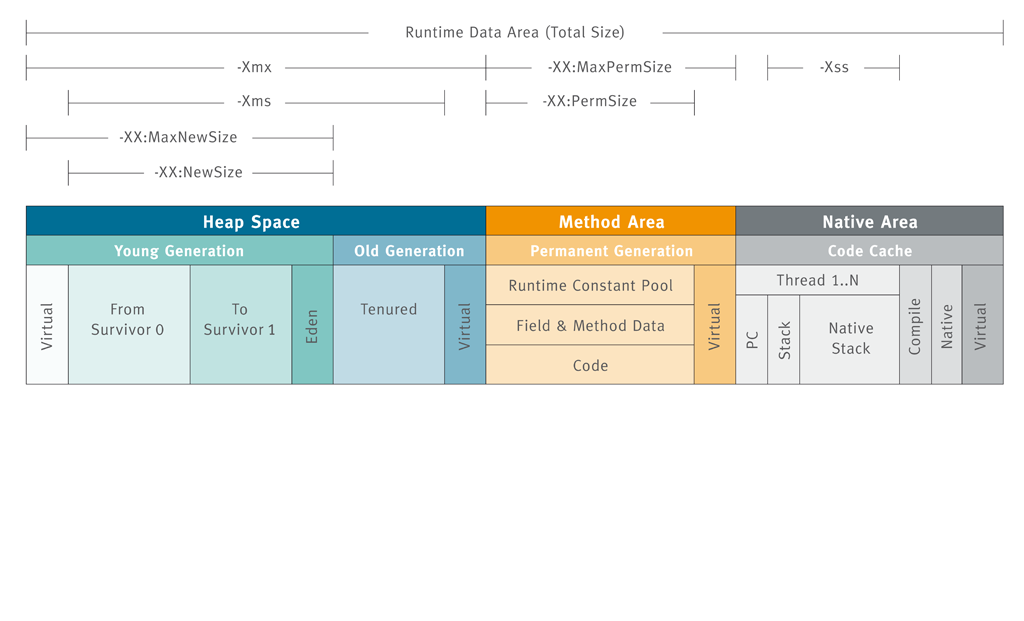 Runtime Data Area (Total Size)
-Xmx
-XX:MaxPermSize
-Xss
-Xms
-XX:PermSize
-XX:MaxNewSize
-XX:NewSize
Heap Space
Method Area
Native Area
Young Generation
Old Generation
Permanent Generation
Code Cache
Virtual
From
Survivor 0
To
Survivor 1
Eden
Tenured
Virtual
Runtime Constant Pool
Field & Method Data
Code
Virtual
Thread 1..N
PC
Stack
Native
Stack
Compile
Native
Virtual